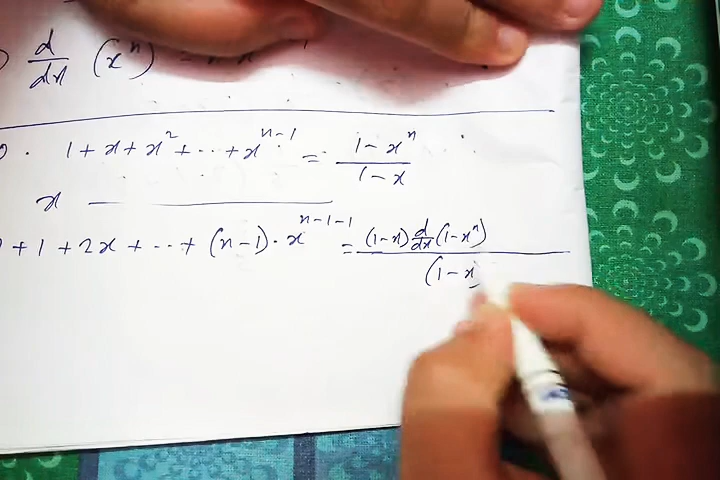 ) d/dx (x^n) =
). 1 + x + x^2 + ... + x^{n-1} = (1 - x^n)/(1 - x)
x
+ 1 + 2x + ... + (n-1) · x^{n-1-1} = ((1-x) d/dx (1-x^n))/((1-x